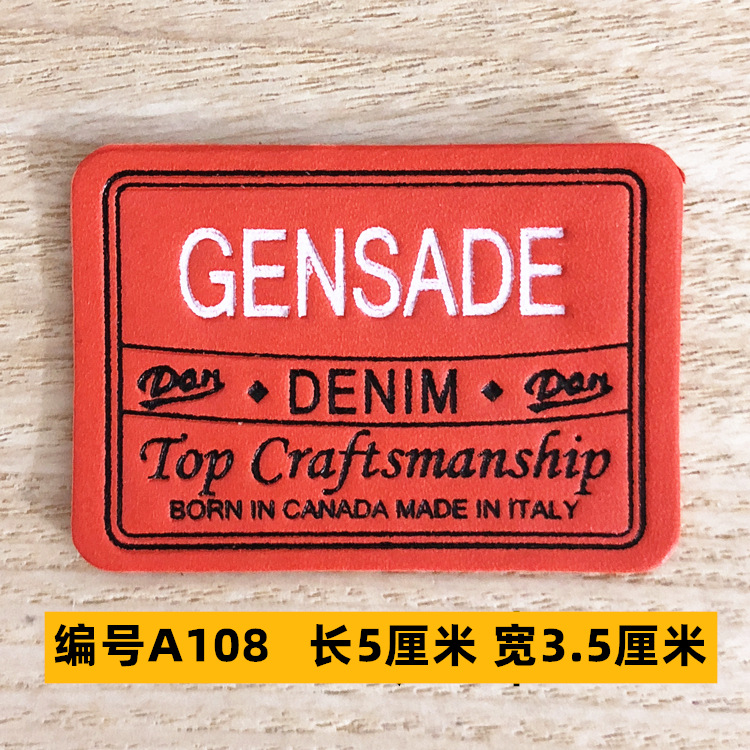 GENSADE
Dan ◆ DENIM ◆ Dan
Top Craftsmanship
BORN IN CANADA MADE IN ITALY
编号A108 长5厘米 宽3.5厘米